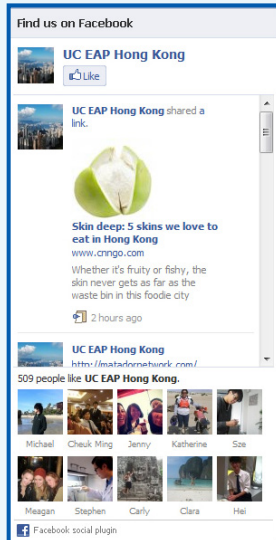 Find us on Facebook
UC EAP Hong Kong
Like
UC EAP Hong Kong shared a
link.
Skin deep: 5 skins we love to
eat in Hong Kong
www.cnngo.com
Whether it's fruity or fishy, the
skin never gets as far as the
waste bin in this foodie city
2 hours ago
UC EAP Hong Kong
http://matadornetwork.com/
509 people like UC EAP Hong Kong.
Michael Cheuk Ming Jenny Katherine Sze
Meagan Stephen Carly Clara Hei
Facebook social plugin